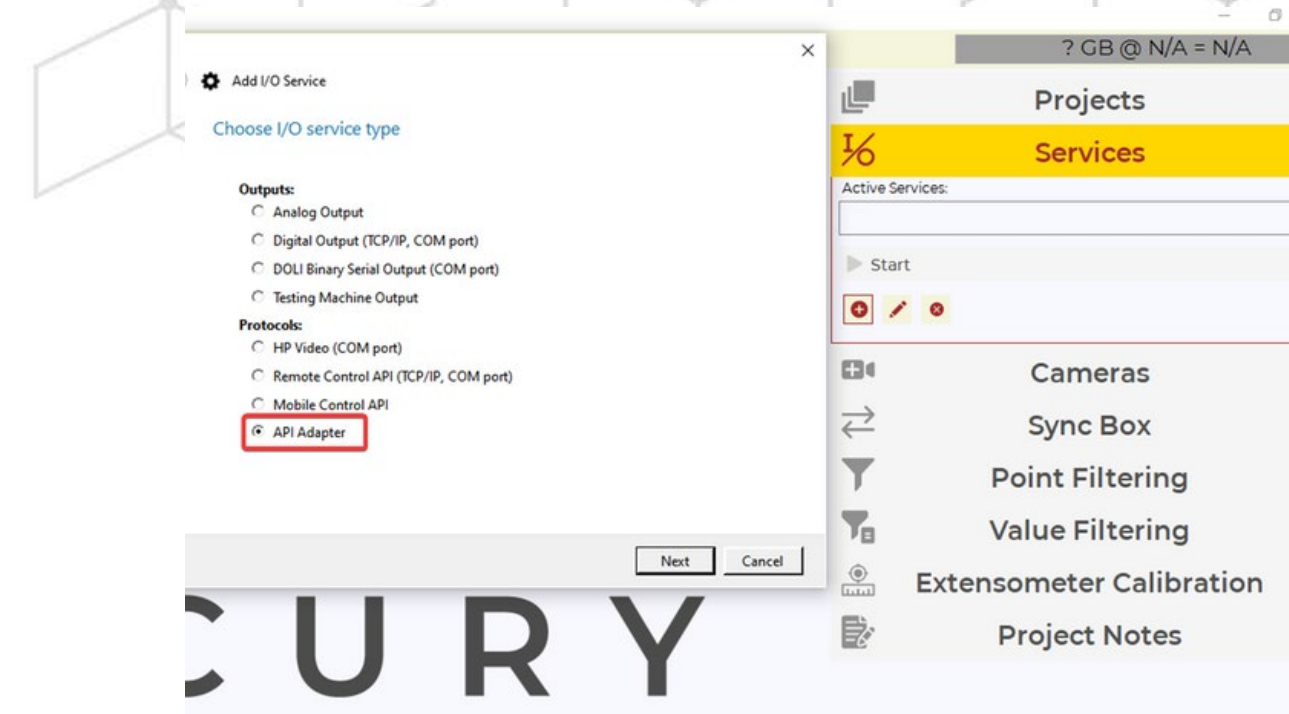 Add I/O Service
Choose I/O service type
Outputs:
Analog Output
Digital Output (TCP/IP, COM port)
DOLI Binary Serial Output (COM port)
Testing Machine Output
Protocols:
HP Video (COM port)
Remote Control API (TCP/IP, COM port)
Mobile Control API
API Adapter
Next Cancel
? GB @ N/A = N/A
Projects
I/O Services
Active Services:
Start
Cameras
Sync Box
Point Filtering
Value Filtering
Extensometer Calibration
Project Notes
CURY